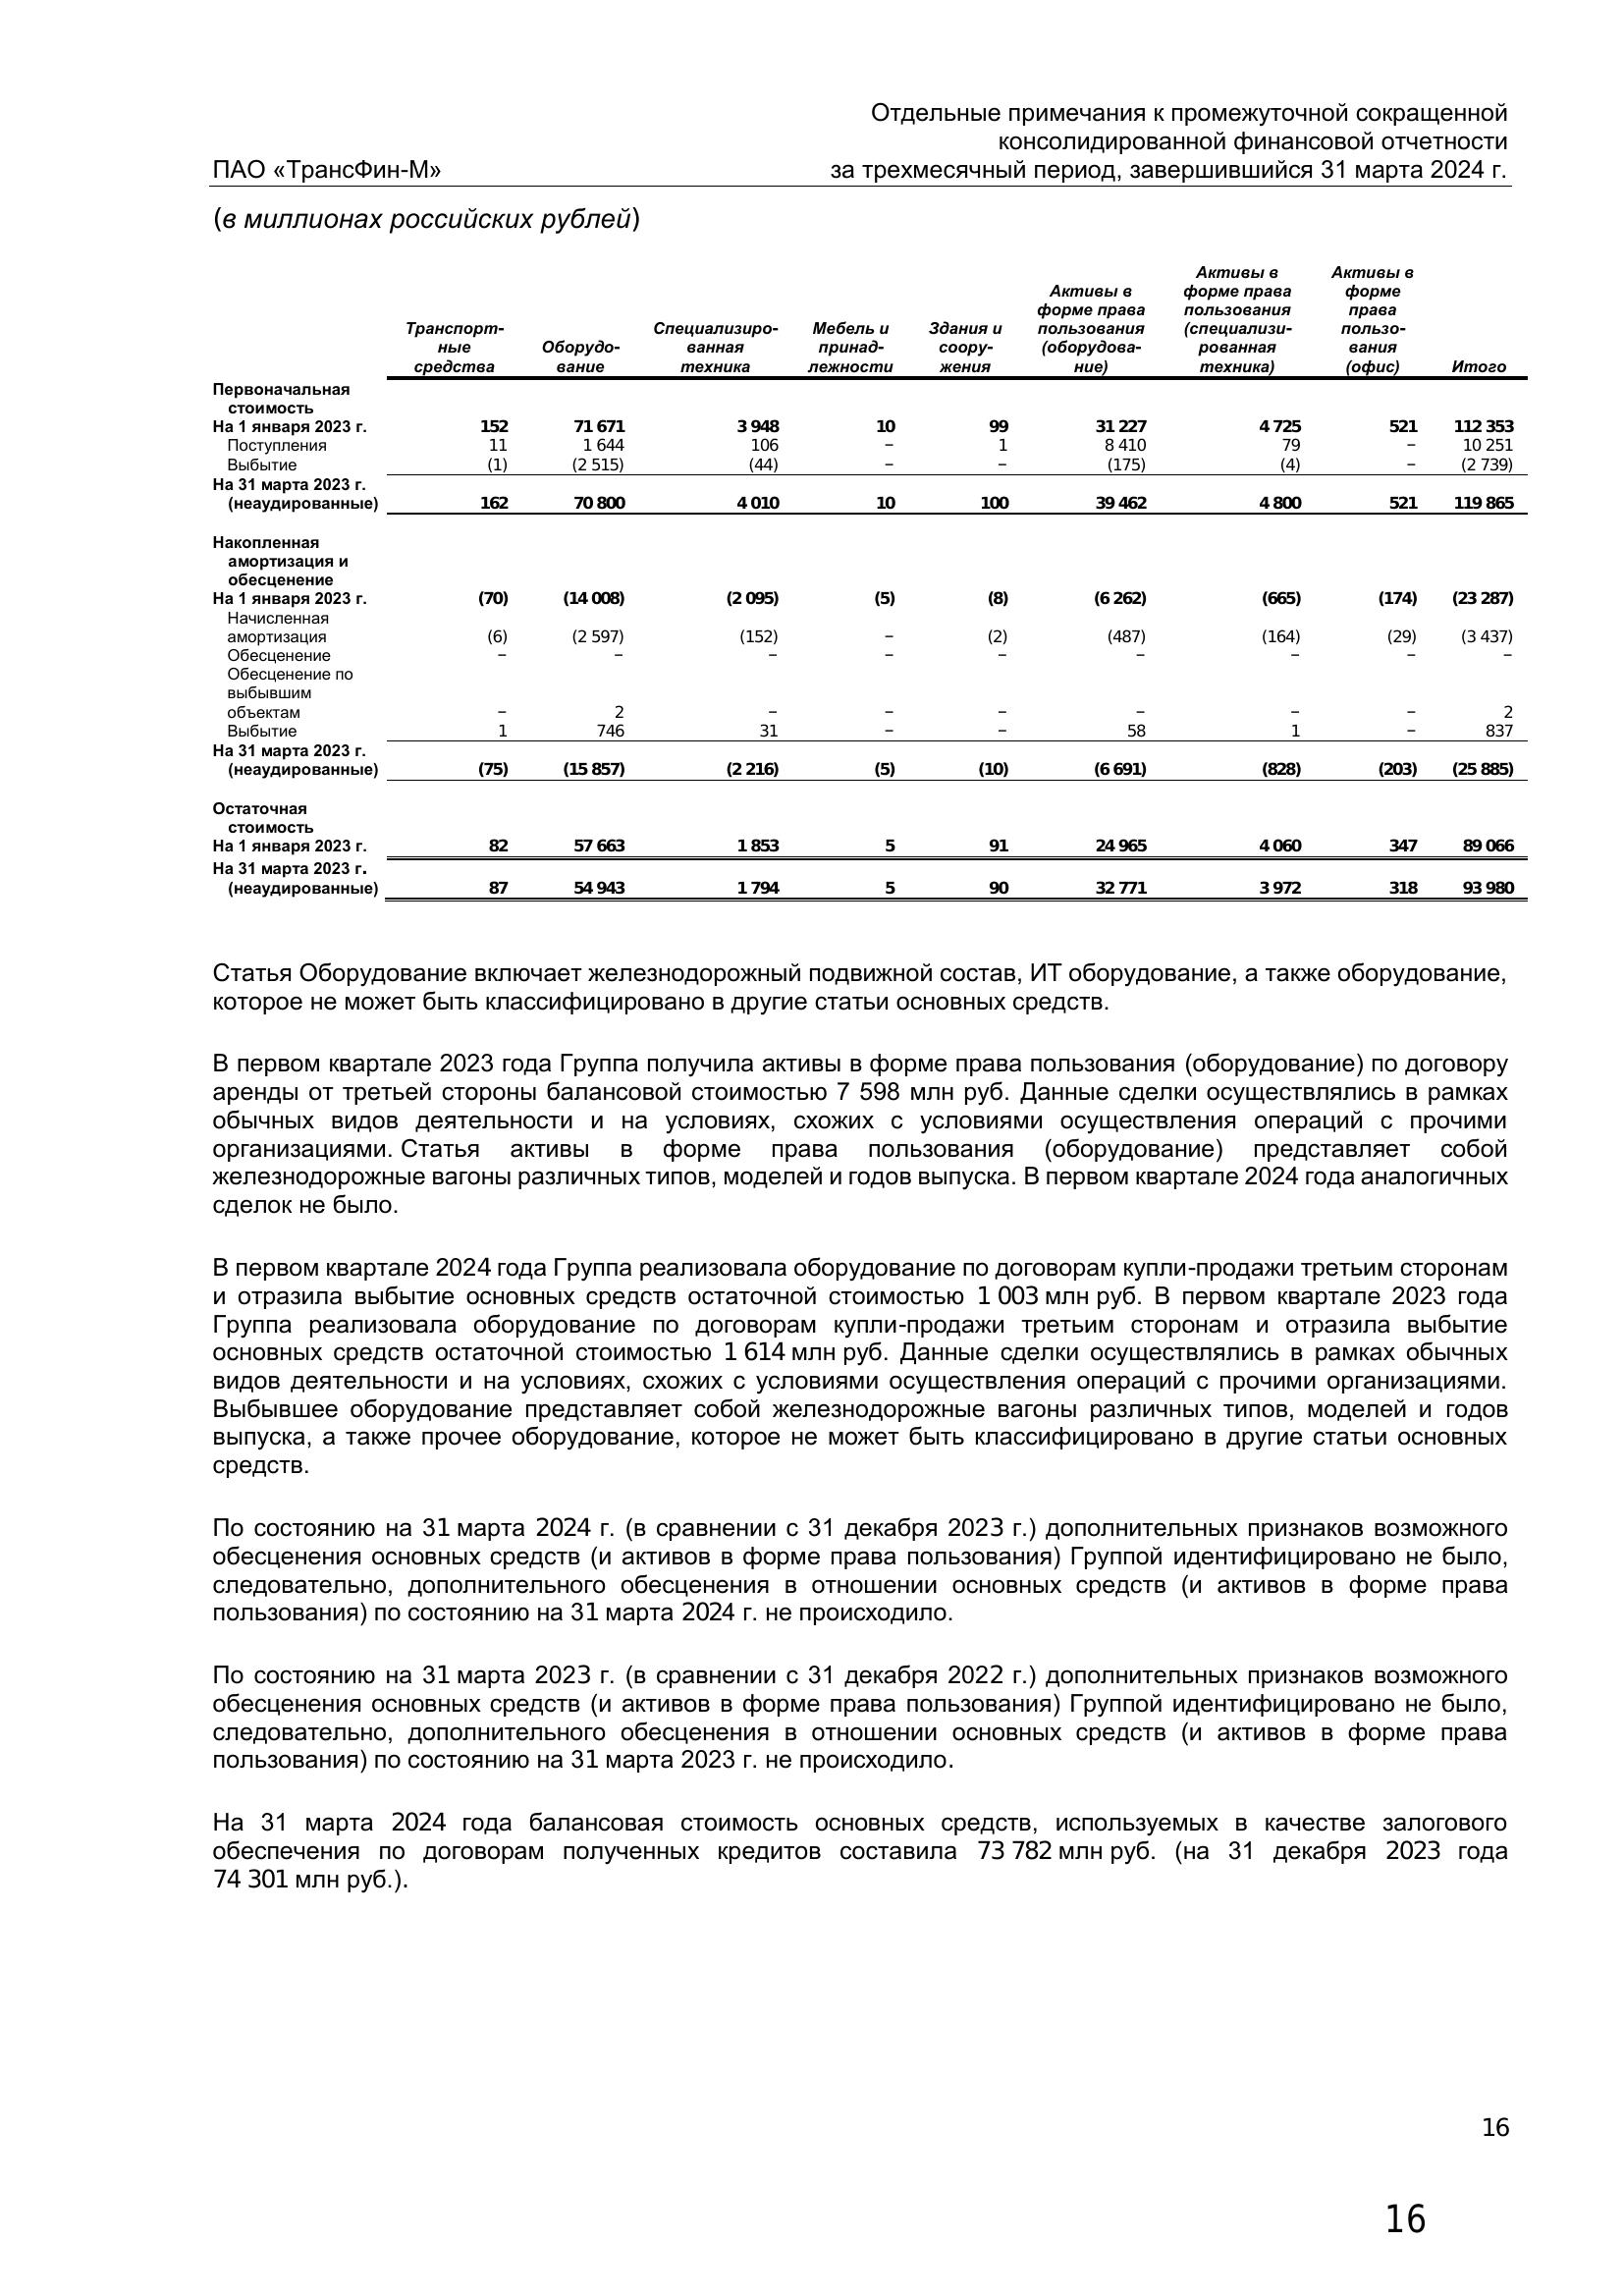 Отдельные примечания к промежуточной сокращенной
консолидированной финансовой отчетности
ПАО «ТрансФин-М» за трехмесячный период, завершившийся 31 марта 2024 г.
(в миллионах российских рублей)
Транспорт-
ные
средства
Оборудо-
вание
Специализиро-
ванная
техника
Мебель и
принад-
лежности
Здания и
соору-
жения
Активы в
форме права
пользования
(оборудова-
ние)
Активы в
форме права
пользования
(специализи-
рованная
техника)
Активы в
форме
права
пользо-
вания
(офис)
Итого
Первоначальная
стоимость
На 1 января 2023 г. 152 71 671 3 948 10 99 31 227 4 725 521 112 353
Поступления 11 1 644 106 – 1 8 410 79 – 10 251
Выбытие (1) (2 515) (44) – – (175) (4) – (2 739)
На 31 марта 2023 г.
(неаудированные) 162 70 800 4 010 10 100 39 462 4 800 521 119 865
Накопленная
амортизация и
обесценение
На 1 января 2023 г. (70) (14 008) (2 095) (5) (8) (6 262) (665) (174) (23 287)
Начисленная
амортизация (6) (2 597) (152) – (2) (487) (164) (29) (3 437)
Обесценение – – – – – – – – –
Обесценение по
выбывшим
объектам – 2 – – – – – – 2
Выбытие 1 746 31 – – 58 1 – 837
На 31 марта 2023 г.
(неаудированные) (75) (15 857) (2 216) (5) (10) (6 691) (828) (203) (25 885)
Остаточная
стоимость
На 1 января 2023 г. 82 57 663 1 853 5 91 24 965 4 060 347 89 066
На 31 марта 2023 г.
(неаудированные) 87 54 943 1 794 5 90 32 771 3 972 318 93 980
Статья Оборудование включает железнодорожный подвижной состав, ИТ оборудование, а также оборудование,
которое не может быть классифицировано в другие статьи основных средств.
В первом квартале 2023 года Группа получила активы в форме права пользования (оборудование) по договору
аренды от третьей стороны балансовой стоимостью 7 598 млн руб. Данные сделки осуществлялись в рамках
обычных видов деятельности и на условиях, схожих с условиями осуществления операций с прочими
организациями. Статья активы в форме права пользования (оборудование) представляет собой
железнодорожные вагоны различных типов, моделей и годов выпуска. В первом квартале 2024 года аналогичных
сделок не было.
В первом квартале 2024 года Группа реализовала оборудование по договорам купли-продажи третьим сторонам
и отразила выбытие основных средств остаточной стоимостью 1 003 млн руб. В первом квартале 2023 года
Группа реализовала оборудование по договорам купли-продажи третьим сторонам и отразила выбытие
основных средств остаточной стоимостью 1 614 млн руб. Данные сделки осуществлялись в рамках обычных
видов деятельности и на условиях, схожих с условиями осуществления операций с прочими организациями.
Выбывшее оборудование представляет собой железнодорожные вагоны различных типов, моделей и годов
выпуска, а также прочее оборудование, которое не может быть классифицировано в другие статьи основных
средств.
По состоянию на 31 марта 2024 г. (в сравнении с 31 декабря 2023 г.) дополнительных признаков возможного
обесценения основных средств (и активов в форме права пользования) Группой идентифицировано не было,
следовательно, дополнительного обесценения в отношении основных средств (и активов в форме права
пользования) по состоянию на 31 марта 2024 г. не происходило.
По состоянию на 31 марта 2023 г. (в сравнении с 31 декабря 2022 г.) дополнительных признаков возможного
обесценения основных средств (и активов в форме права пользования) Группой идентифицировано не было,
следовательно, дополнительного обесценения в отношении основных средств (и активов в форме права
пользования) по состоянию на 31 марта 2023 г. не происходило.
На 31 марта 2024 года балансовая стоимость основных средств, используемых в качестве залогового
обеспечения по договорам полученных кредитов составила 73 782 млн руб. (на 31 декабря 2023 года
74 301 млн руб.).
16
16